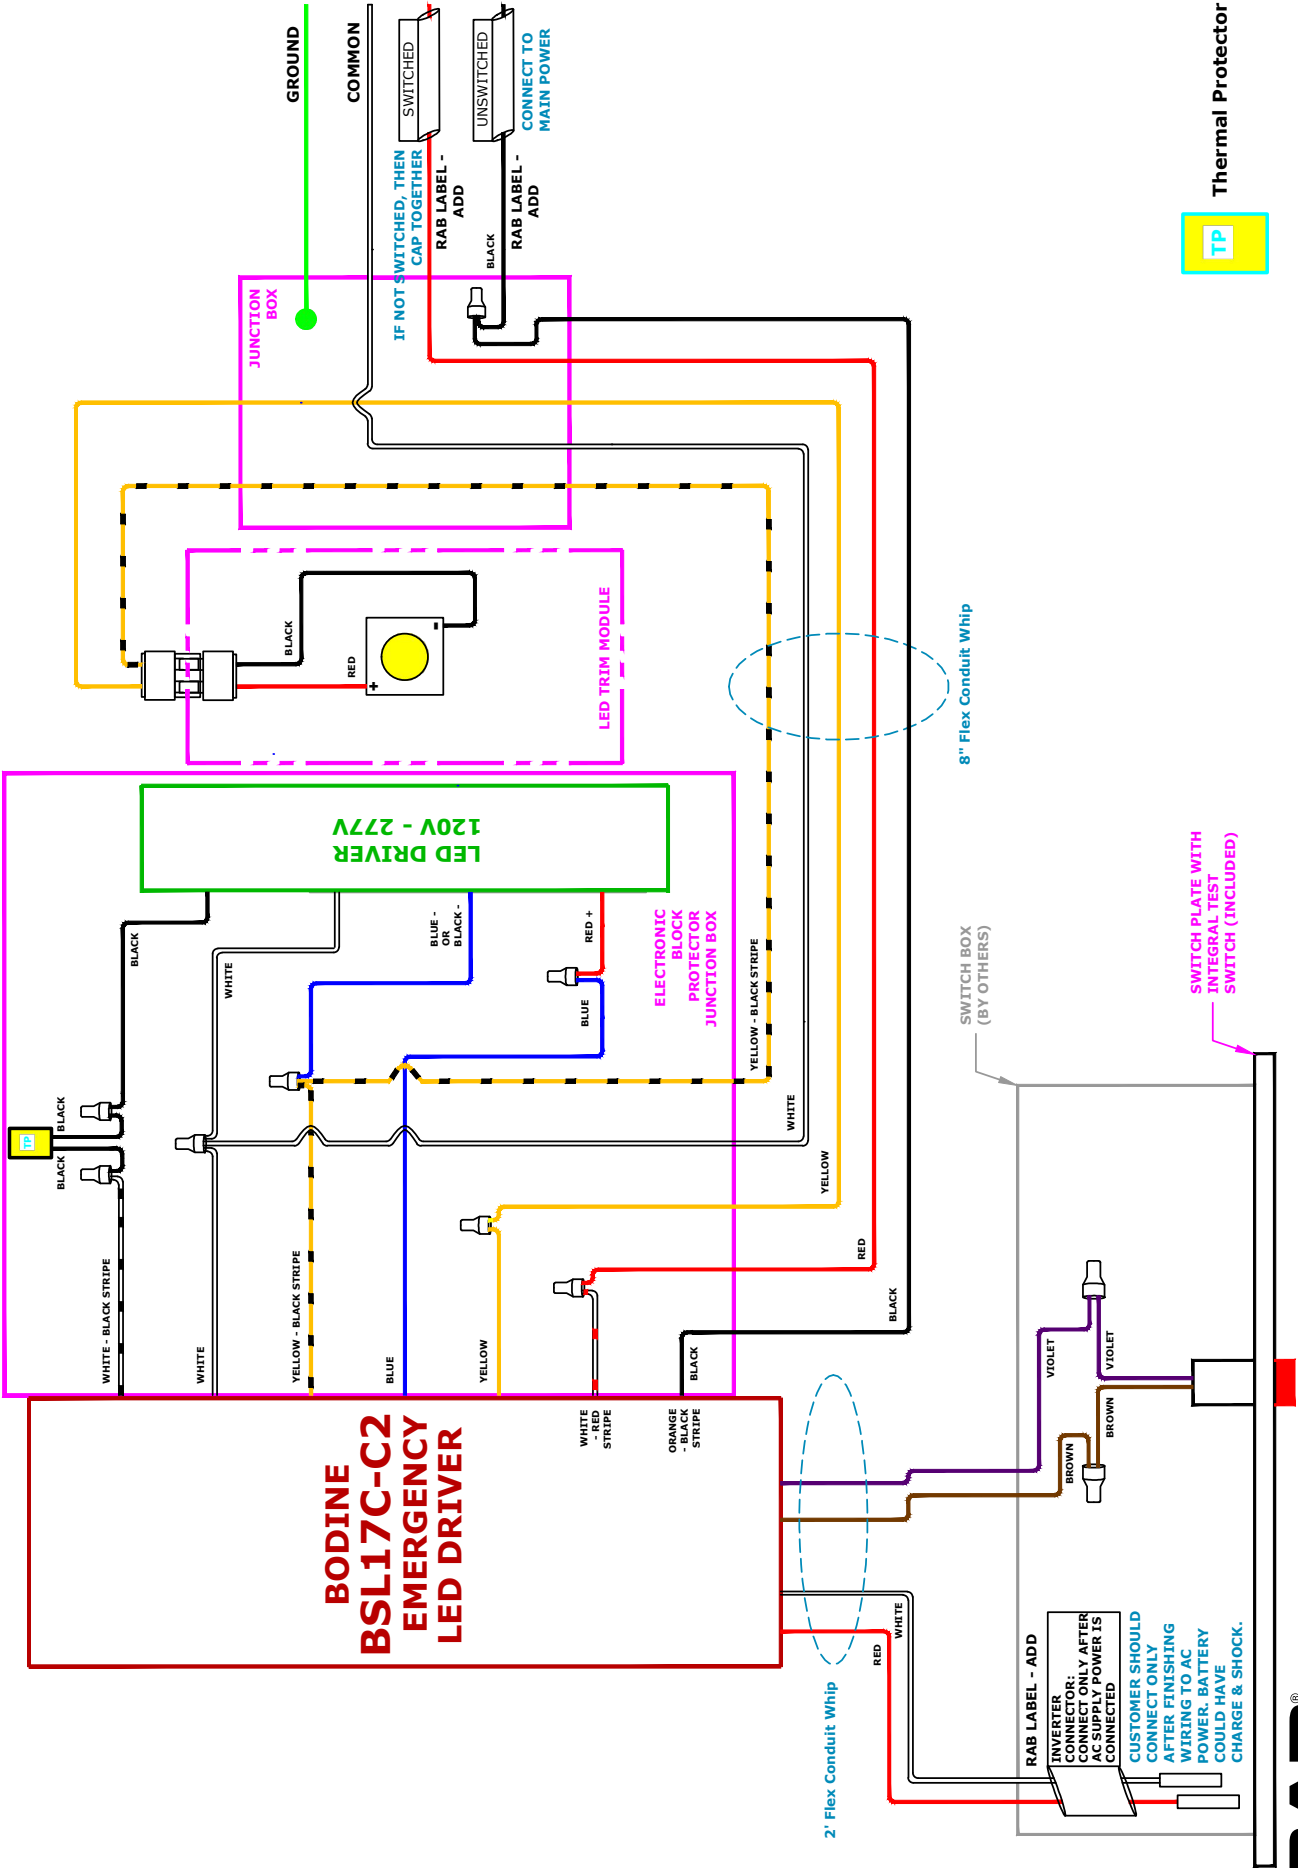 GROUND
COMMON
SWITCHED
UNSWITCHED
CONNECT TO
MAIN POWER
IF NOT SWITCHED, THEN
CAP TOGETHER
RAB LABEL -
ADD
RAB LABEL -
ADD
BLACK
Thermal Protector
TP
JUNCTION
BOX
BLACK
RED
+
-
LED TRIM MODULE
8" Flex Conduit Whip
LED DRIVER
120V - 277V
BLACK
WHITE
BLUE -
OR
BLACK -
RED +
BLUE
ELECTRONIC
BLOCK
PROTECTOR
JUNCTION BOX
YELLOW - BLACK STRIPE
TP
BLACK
BLACK
WHITE
YELLOW
RED
BLACK
WHITE - BLACK STRIPE
WHITE
YELLOW - BLACK STRIPE
BLUE
YELLOW
WHITE
- RED
STRIPE
BLACK
ORANGE
- BLACK
STRIPE
BODINE
BSL17C-C2
EMERGENCY
LED DRIVER
SWITCH BOX
(BY OTHERS)
SWITCH PLATE WITH
INTEGRAL TEST
SWITCH (INCLUDED)
VIOLET
VIOLET
BROWN
BROWN
WHITE
RED
2' Flex Conduit Whip
RAB LABEL - ADD
INVERTER
CONNECTOR:
CONNECT ONLY AFTER
AC SUPPLY POWER IS
CONNECTED
CUSTOMER SHOULD
CONNECT ONLY
AFTER FINISHING
WIRING TO AC
POWER. BATTERY
COULD HAVE
CHARGE & SHOCK.
®